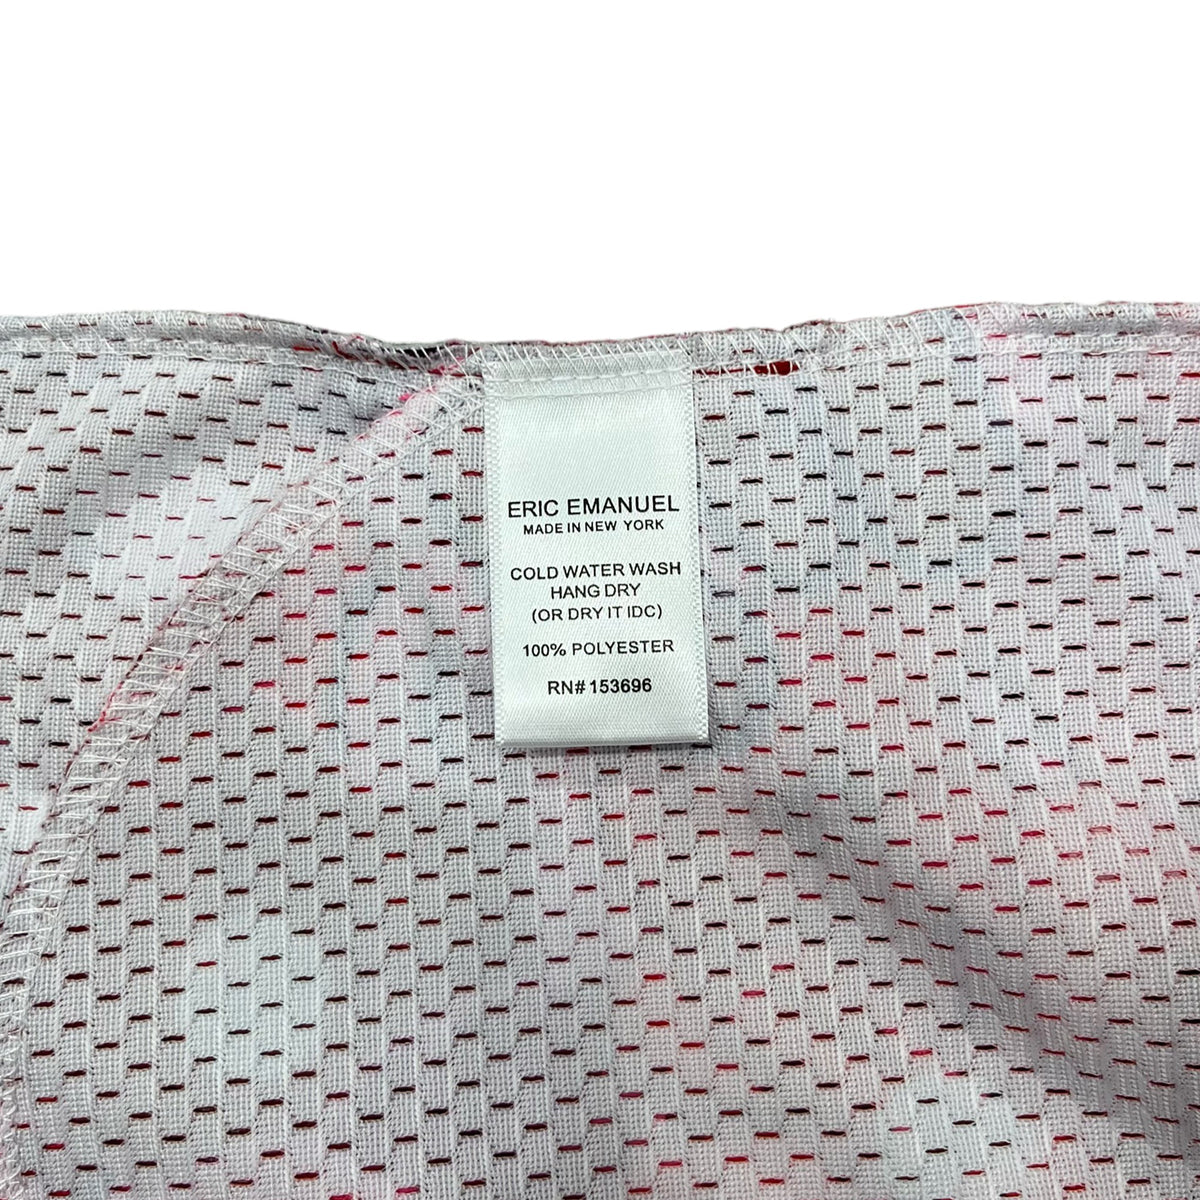 ERIC EMANUEL
MADE IN NEW YORK
COLD WATER WASH
HANG DRY
(OR DRY IT IDC)
100% POLYESTER
RN# 153696